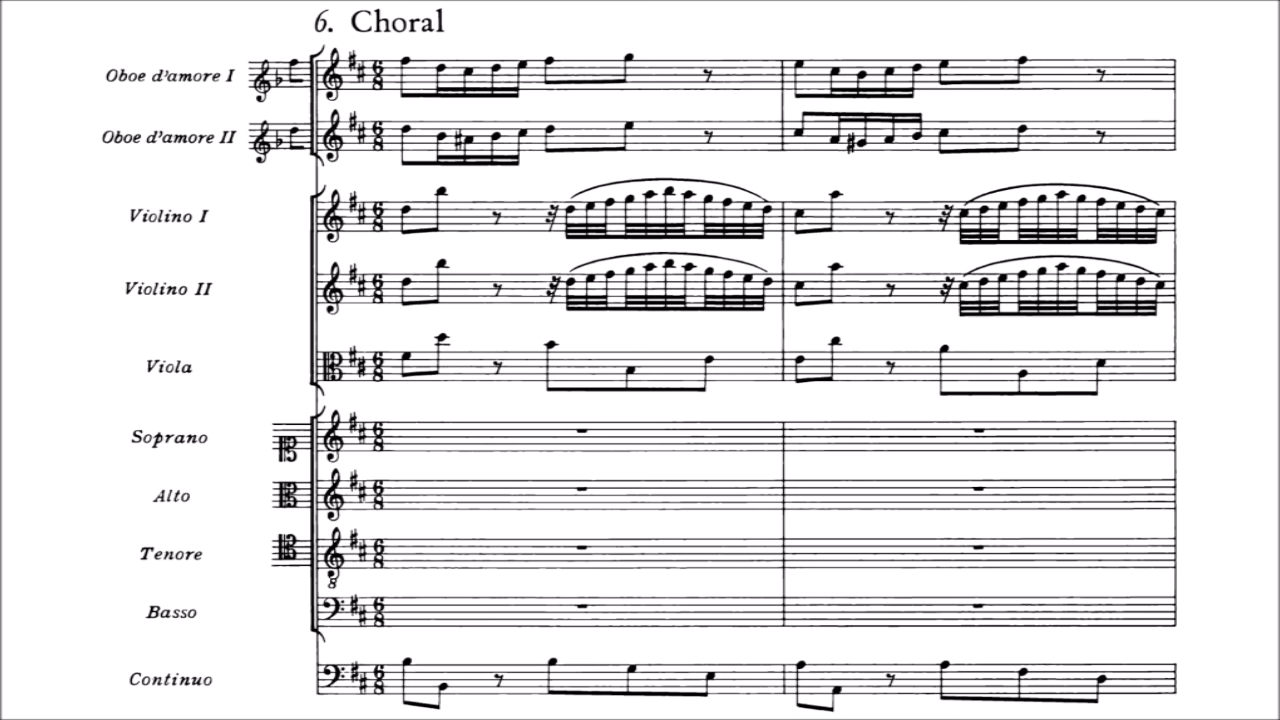 6. Choral
Oboe d'amore I
Oboe d'amore II
Violino I
Violino II
Viola
Soprano
Alto
Tenore
Basso
Continuo